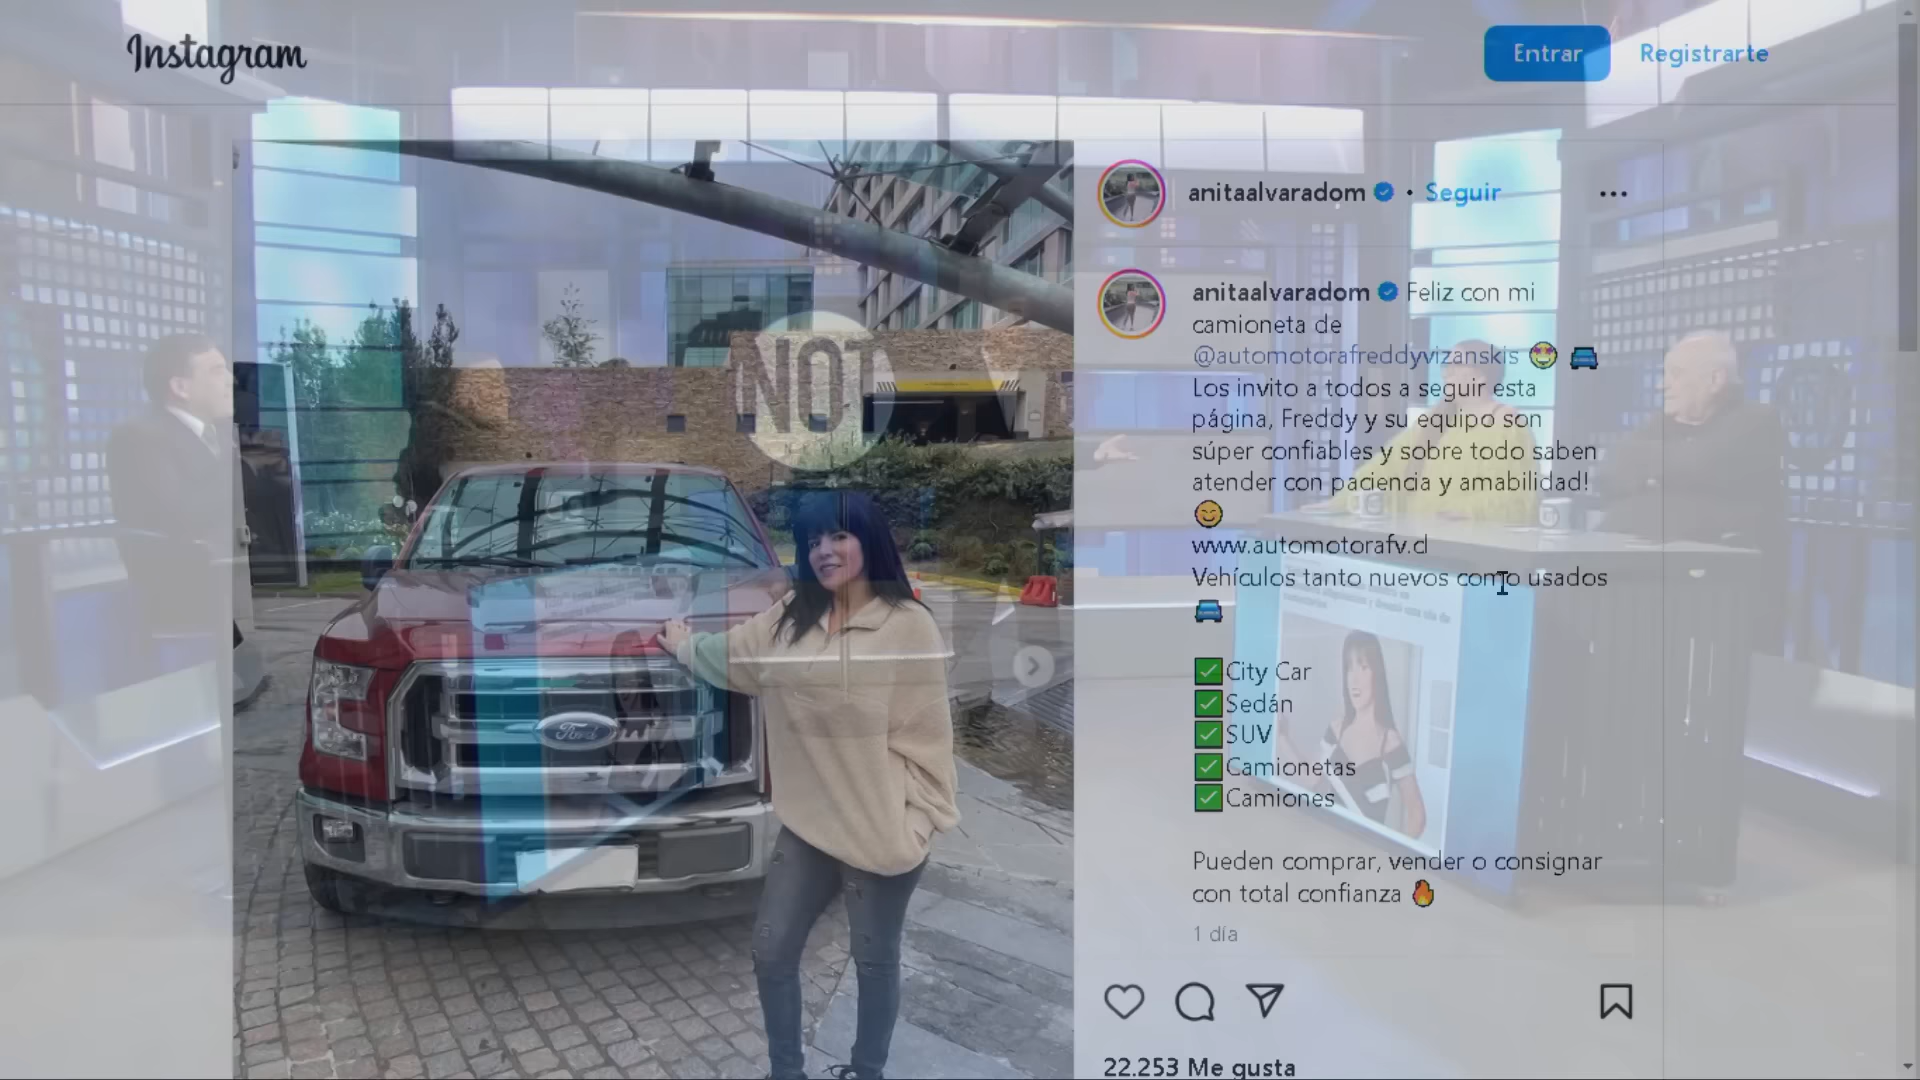 Instagram
Entrar
Registrarte
anitaalvaradom • Seguir
anitaalvaradom Feliz con mi
camioneta de
@automotorafreddyvizanskis
Los invito a todos a seguir esta
página, Freddy y su equipo son
súper confiables y sobre todo saben
atender con paciencia y amabilidad!
www.automotorafv.cl
Vehículos tanto nuevos como usados
City Car
Sedán
SUV
Camionetas
Camiones
Pueden comprar, vender o consignar
con total confianza
1 día
22.253 Me gusta
NOT
Ford